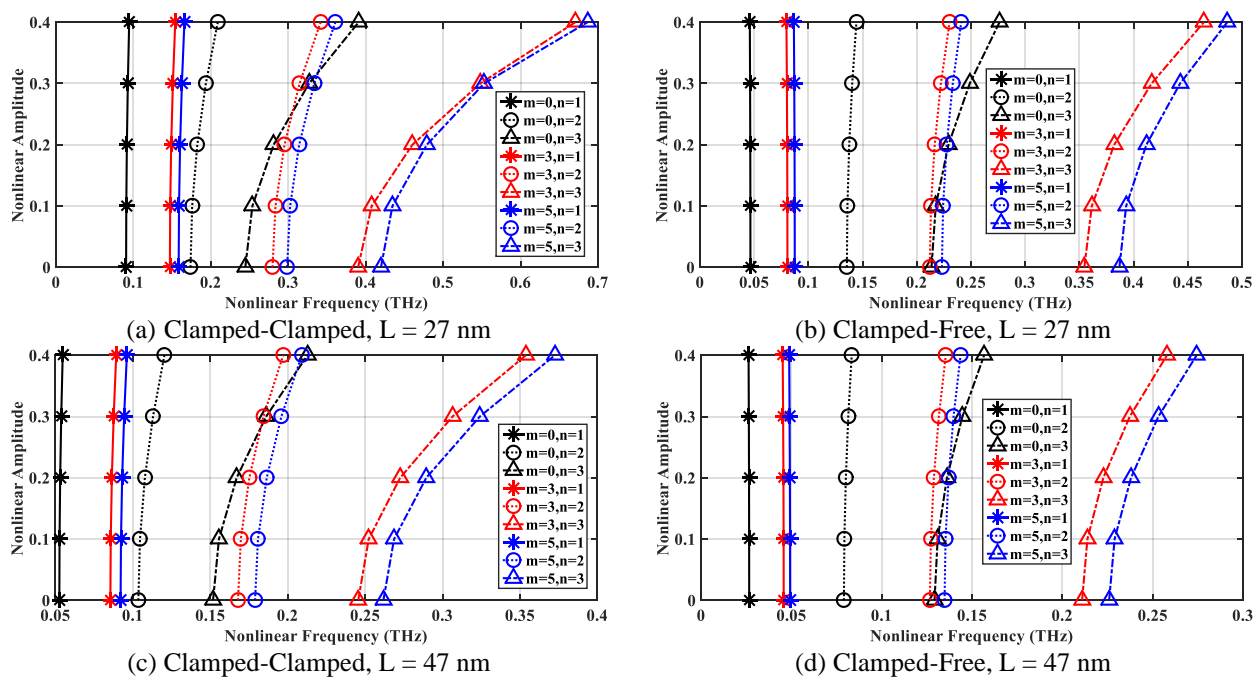 0.4
0.3
0.2
0.1
0
Nonlinear Amplitude
0 0.1 0.2 0.3 0.4 0.5 0.6 0.7
Nonlinear Frequency (THz)
m=0,n=1
m=0,n=2
m=0,n=3
m=3,n=1
m=3,n=2
m=3,n=3
m=5,n=1
m=5,n=2
m=5,n=3
(a) Clamped-Clamped, L = 27 nm
0.4
0.3
0.2
0.1
0
Nonlinear Amplitude
0 0.05 0.1 0.15 0.2 0.25 0.3 0.35 0.4 0.45 0.5
Nonlinear Frequency (THz)
m=0,n=1
m=0,n=2
m=0,n=3
m=3,n=1
m=3,n=2
m=3,n=3
m=5,n=1
m=5,n=2
m=5,n=3
(b) Clamped-Free, L = 27 nm
0.4
0.3
0.2
0.1
0
Nonlinear Amplitude
0.05 0.1 0.15 0.2 0.25 0.3 0.35 0.4
Nonlinear Frequency (THz)
m=0,n=1
m=0,n=2
m=0,n=3
m=3,n=1
m=3,n=2
m=3,n=3
m=5,n=1
m=5,n=2
m=5,n=3
(c) Clamped-Clamped, L = 47 nm
0.4
0.3
0.2
0.1
0
Nonlinear Amplitude
0 0.05 0.1 0.15 0.2 0.25 0.3
Nonlinear Frequency (THz)
m=0,n=1
m=0,n=2
m=0,n=3
m=3,n=1
m=3,n=2
m=3,n=3
m=5,n=1
m=5,n=2
m=5,n=3
(d) Clamped-Free, L = 47 nm